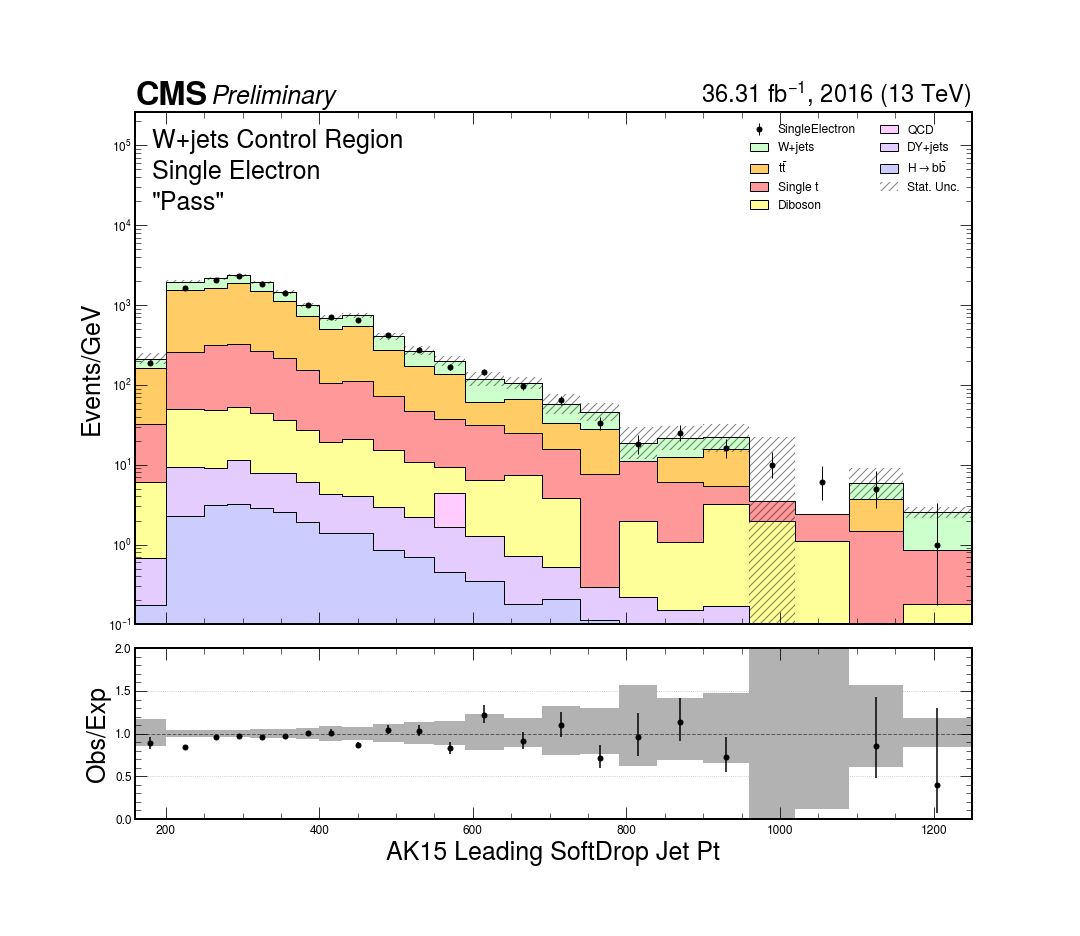 CMS Preliminary
36.31 fb⁻¹, 2016 (13 TeV)
W+jets Control Region
Single Electron
"Pass"
SingleElectron
W+jets
tt̄
Single t
Diboson
QCD
DY+jets
H→bb̄
Stat. Unc.
Events/GeV
10⁵
10⁴
10³
10²
10¹
10⁰
10⁻¹
Obs/Exp
2.0
1.5
1.0
0.5
0.0
200 400 600 800 1000 1200
AK15 Leading SoftDrop Jet Pt